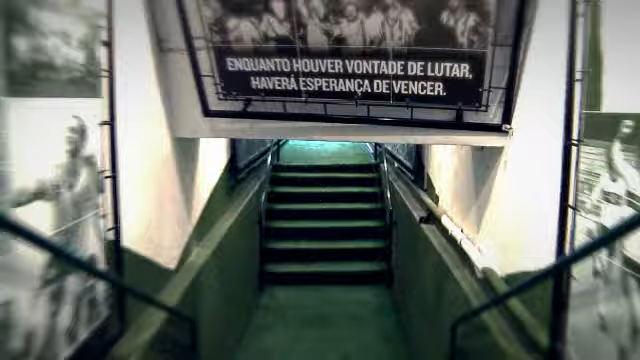 ENQUANTO HOUVER VONTADE DE LUTAR,
HAVERÁ ESPERANÇA DE VENCER.